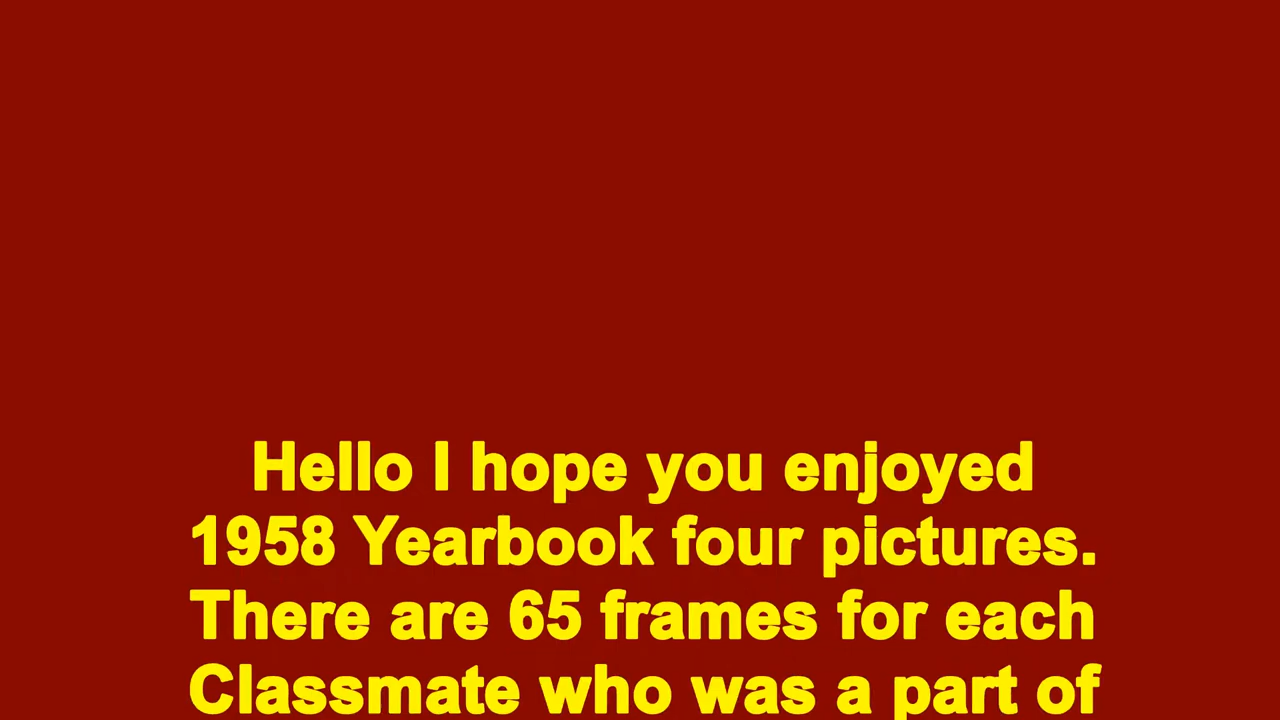 Hello I hope you enjoyed
1958 Yearbook four pictures.
There are 65 frames for each
Classmate who was a part of